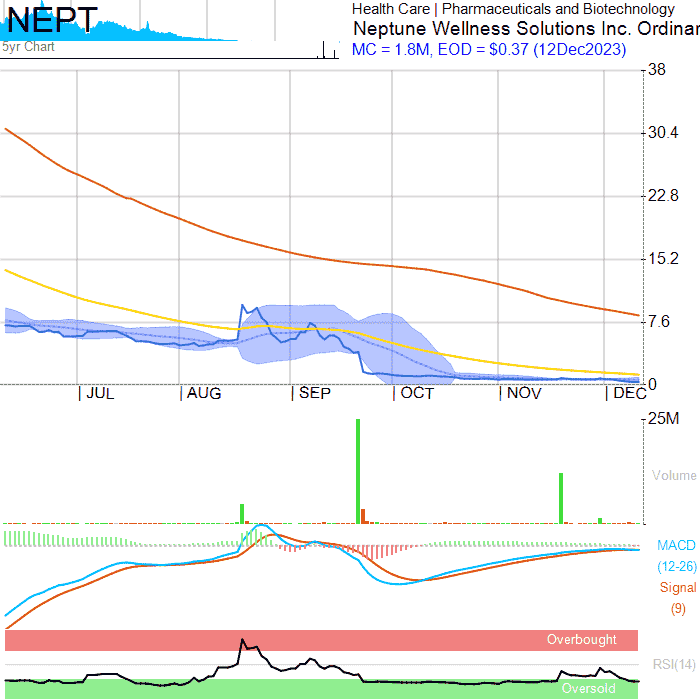 NEPT
5yr Chart
Health Care | Pharmaceuticals and Biotechnology
Neptune Wellness Solutions Inc. Ordinar
MC = 1.8M, EOD = $0.37 (12Dec2023)
38
30.4
22.8
15.2
7.6
0
JUL AUG SEP OCT NOV DEC
25M
Volume
MACD
(12-26)
Signal
(9)
Overbought
RSI(14)
Oversold